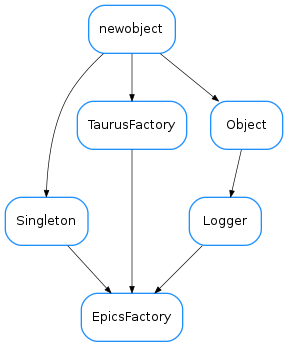 newobject
TaurusFactory
Object
Singleton
Logger
EpicsFactory